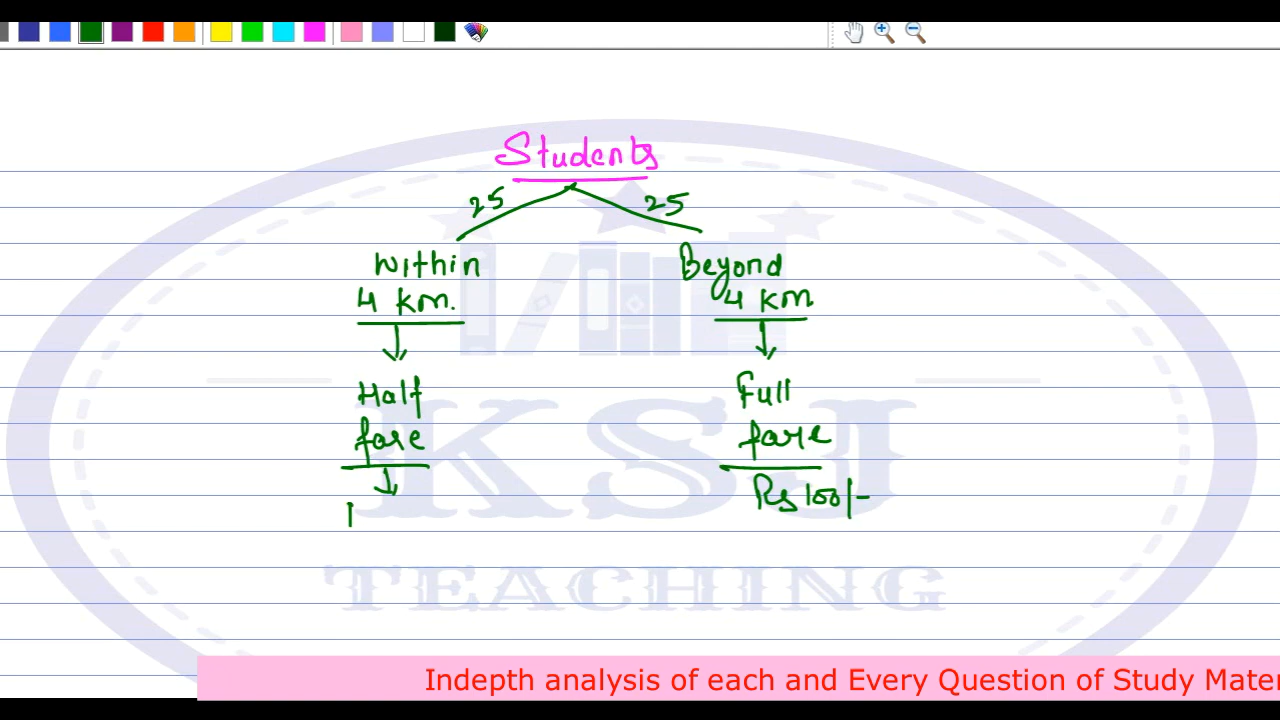 Students
25 25
Within Beyond
4 km. 4 km
Half Full
fare fare
Rs 100/-
KSJ
TEACHING
Indepth analysis of each and Every Question of Study Mater